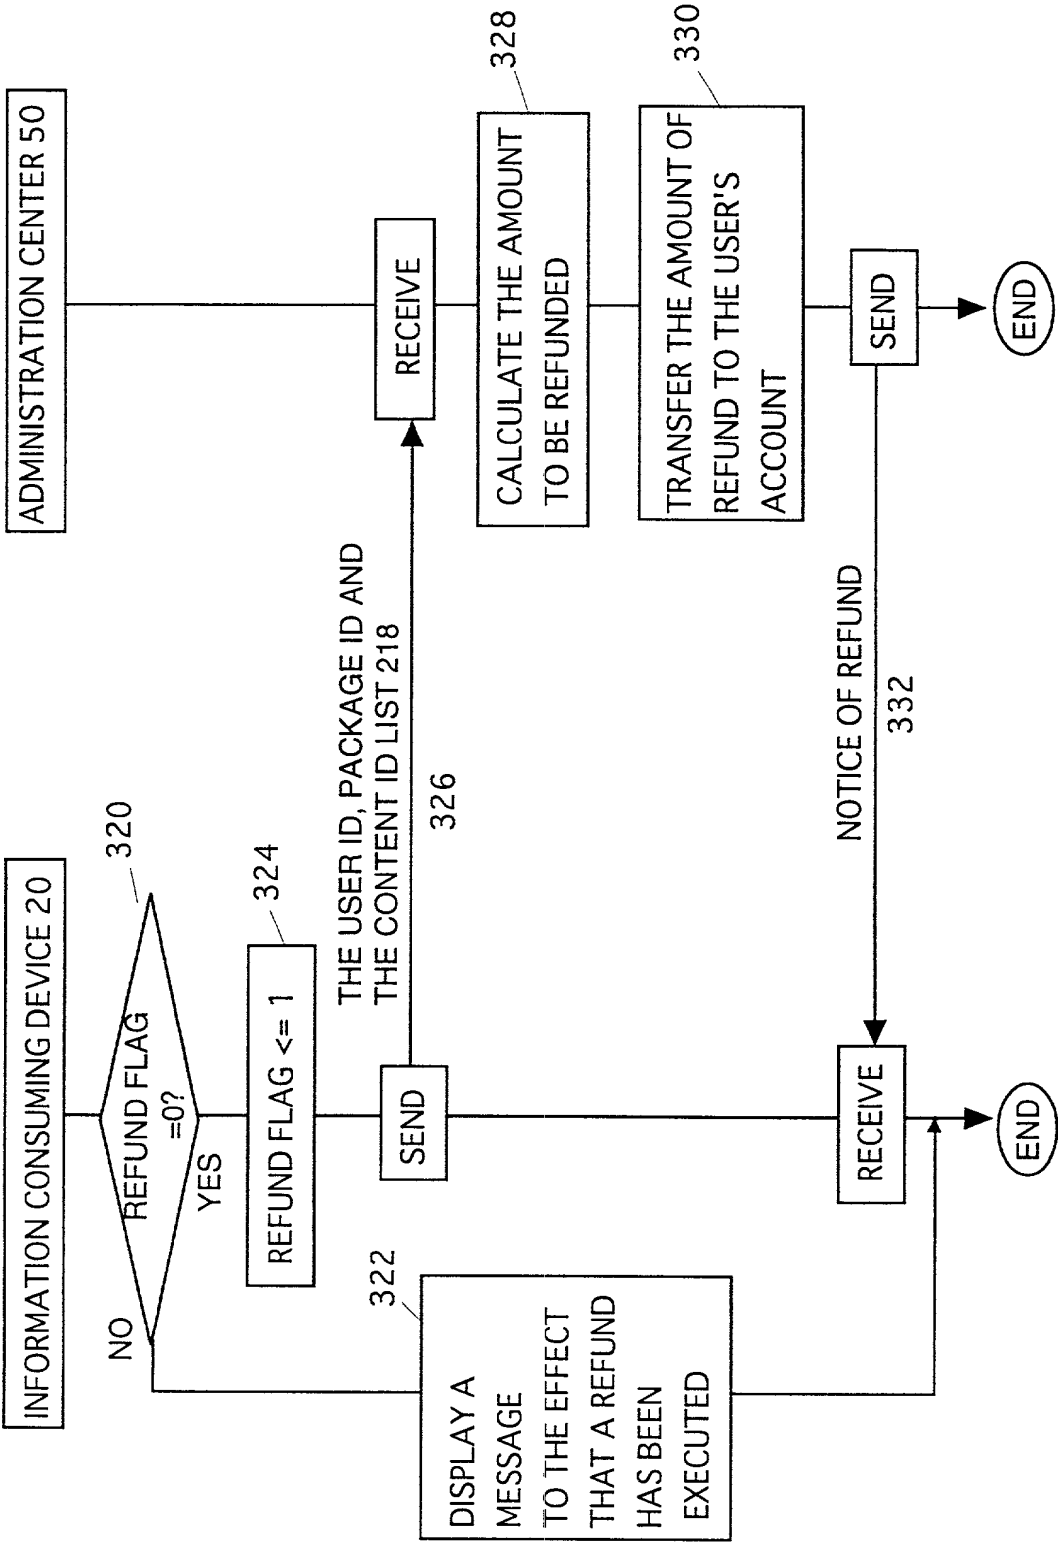 INFORMATION CONSUMING DEVICE 20
ADMINISTRATION CENTER 50
320
REFUND FLAG
=0?
NO
YES
324
REFUND FLAG <= 1
THE USER ID, PACKAGE ID AND
THE CONTENT ID LIST 218
326
SEND
RECEIVE
322
DISPLAY A
MESSAGE
TO THE EFFECT
THAT A REFUND
HAS BEEN
EXECUTED
328
CALCULATE THE AMOUNT
TO BE REFUNDED
330
TRANSFER THE AMOUNT OF
REFUND TO THE USER'S
ACCOUNT
NOTICE OF REFUND
332
RECEIVE
SEND
END
END